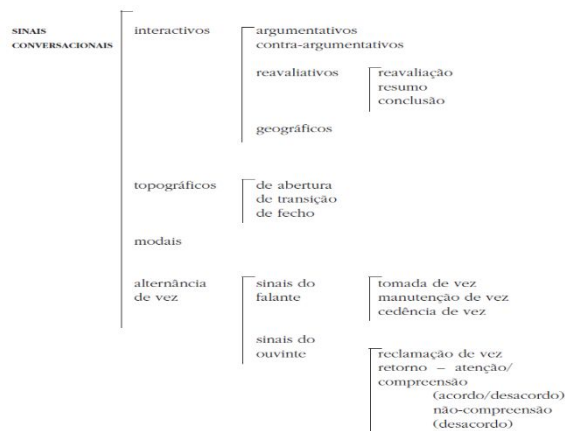 SINAIS
CONVERSACIONAIS
interactivos
argumentativos
contra-argumentativos
reavaliativos
reavaliação
resumo
conclusão
geográficos
topográficos
de abertura
de transição
de fecho
modais
alternância
de vez
sinais do
falante
tomada de vez
manutenção de vez
cedência de vez
sinais do
ouvinte
reclamação de vez
retorno – atenção/
compreensão
(acordo/desacordo)
não-compreensão
(desacordo)